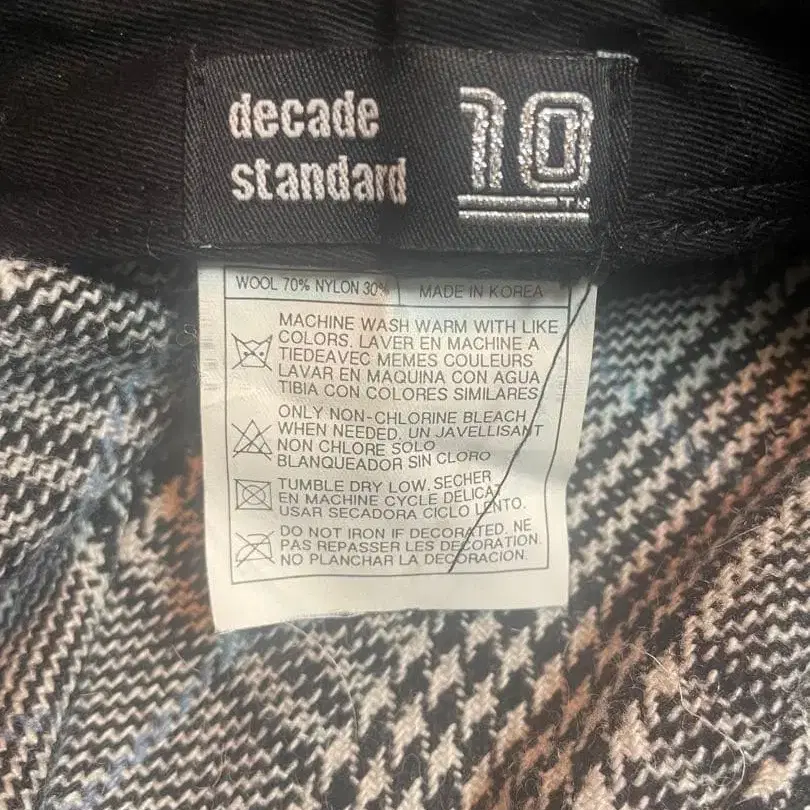 decade
standard
10
TM
WOOL 70% NYLON 30%
MADE IN KOREA
MACHINE WASH WARM WITH LIKE
COLORS. LAVER EN MACHINE A
TIEDEAVEC MEMES COULEURS
LAVAR EN MAQUINA CON AGUA
TIBIA CON COLORES SIMILARES
ONLY NON-CHLORINE BLEACH
WHEN NEEDED. UN JAVELLISANT
NON CHLORE SOLO
BLANQUEADOR SIN CLORO
TUMBLE DRY LOW. SECHER
EN MACHINE CYCLE DELICAT,
USAR SECADORA CICLO LENTO.
DO NOT IRON IF DECORATED. NE
PAS REPASSER LES DECORATION.
NO PLANCHAR LA DECORACION.